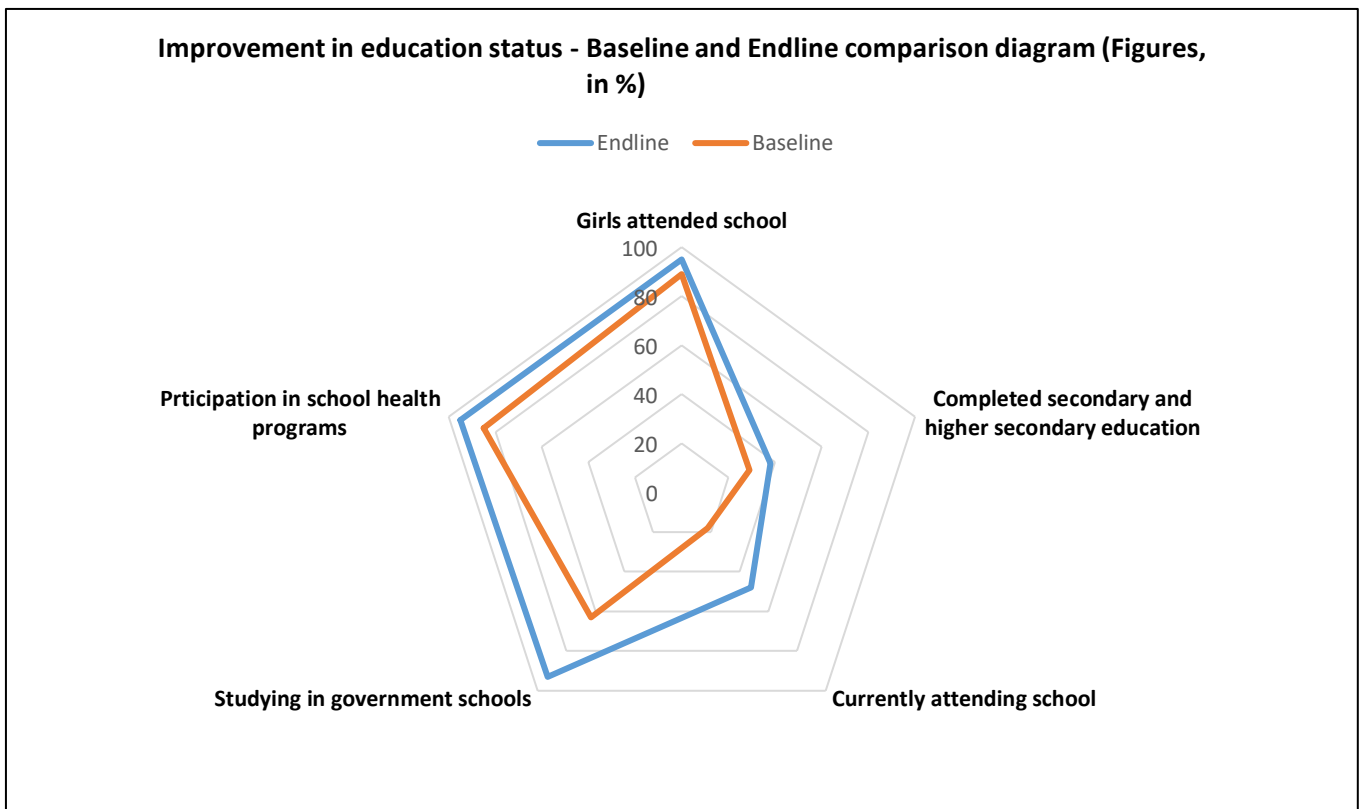 Improvement in education status - Baseline and Endline comparison diagram (Figures,
in %)
Endline Baseline
Girls attended school
100
80
60
40
20
0
Prticipation in school health
programs
Completed secondary and
higher secondary education
Studying in government schools
Currently attending school